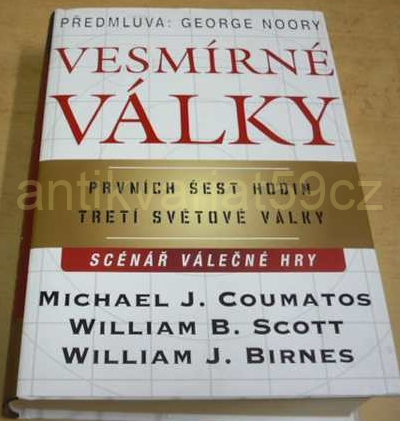 PŘEDMLUVA: GEORGE NOORY
VESMÍRNÉ
VÁLKY
PRVNÍCH ŠEST HODIN
antikvariat59cz
TŘETÍ SVĚTOVÉ VÁLKY
SCÉNÁŘ VÁLEČNÉ HRY
MICHAEL J. COUMATOS
WILLIAM B. SCOTT
WILLIAM J. BIRNES